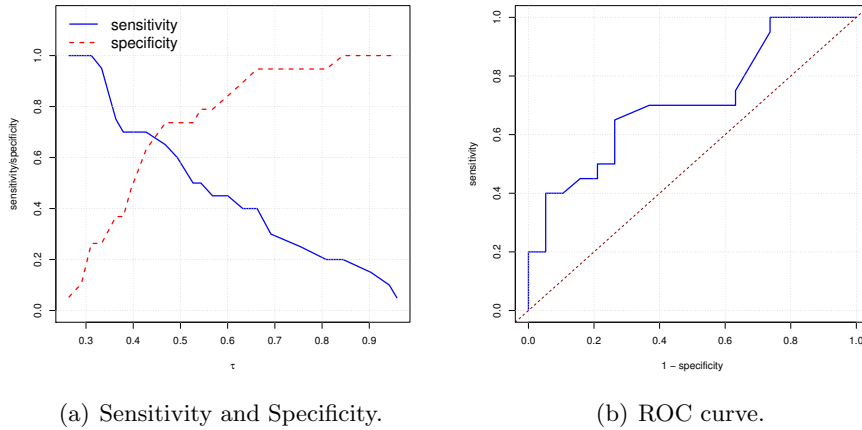 sensitivity
specificity
sensitivity/specificity
1.0
0.8
0.6
0.4
0.2
0.0
0.3 0.4 0.5 0.6 0.7 0.8 0.9
τ
(a) Sensitivity and Specificity.
sensitivity
1.0
0.8
0.6
0.4
0.2
0.0
0.0 0.2 0.4 0.6 0.8 1.0
1 − specificity
(b) ROC curve.